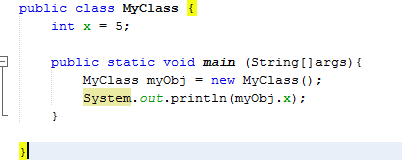 public class MyClass {
    int x = 5;
    public static void main (String[]args){
        MyClass myObj = new MyClass();
        System.out.println(myObj.x);
    }
}